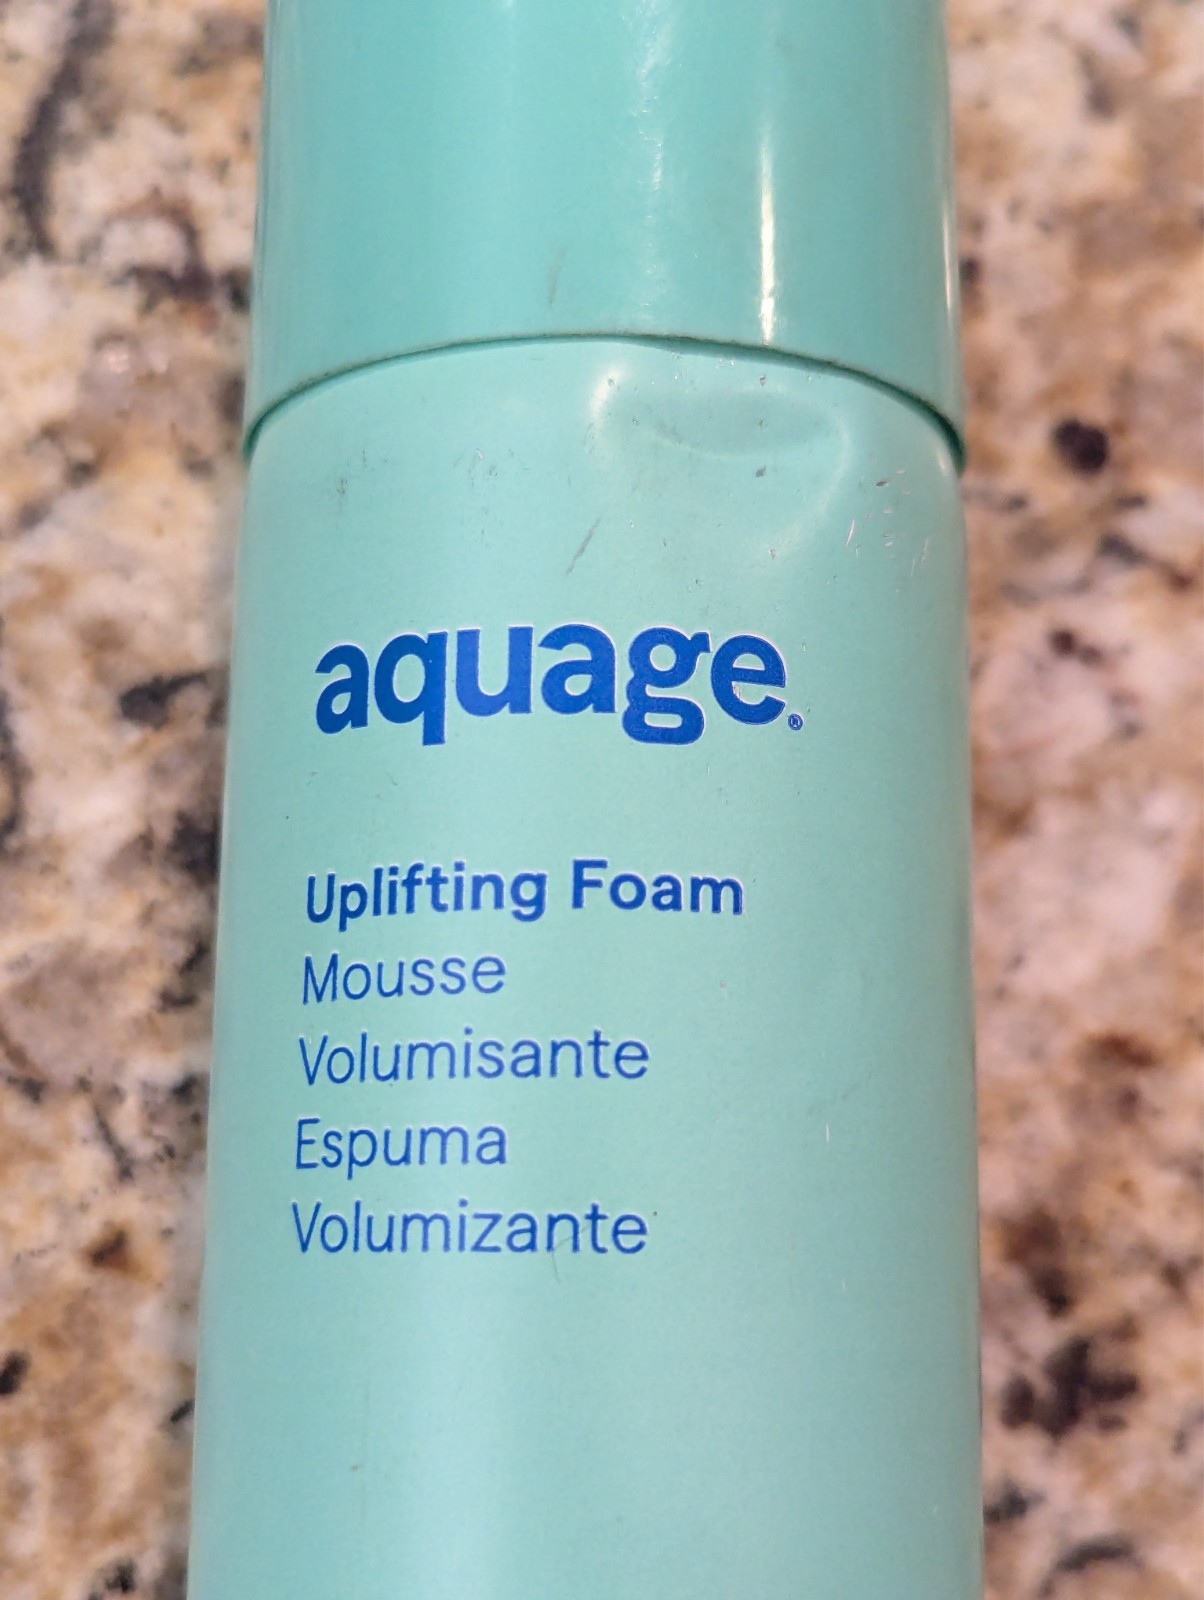 aquage®
Uplifting Foam
Mousse
Volumisante
Espuma
Volumizante